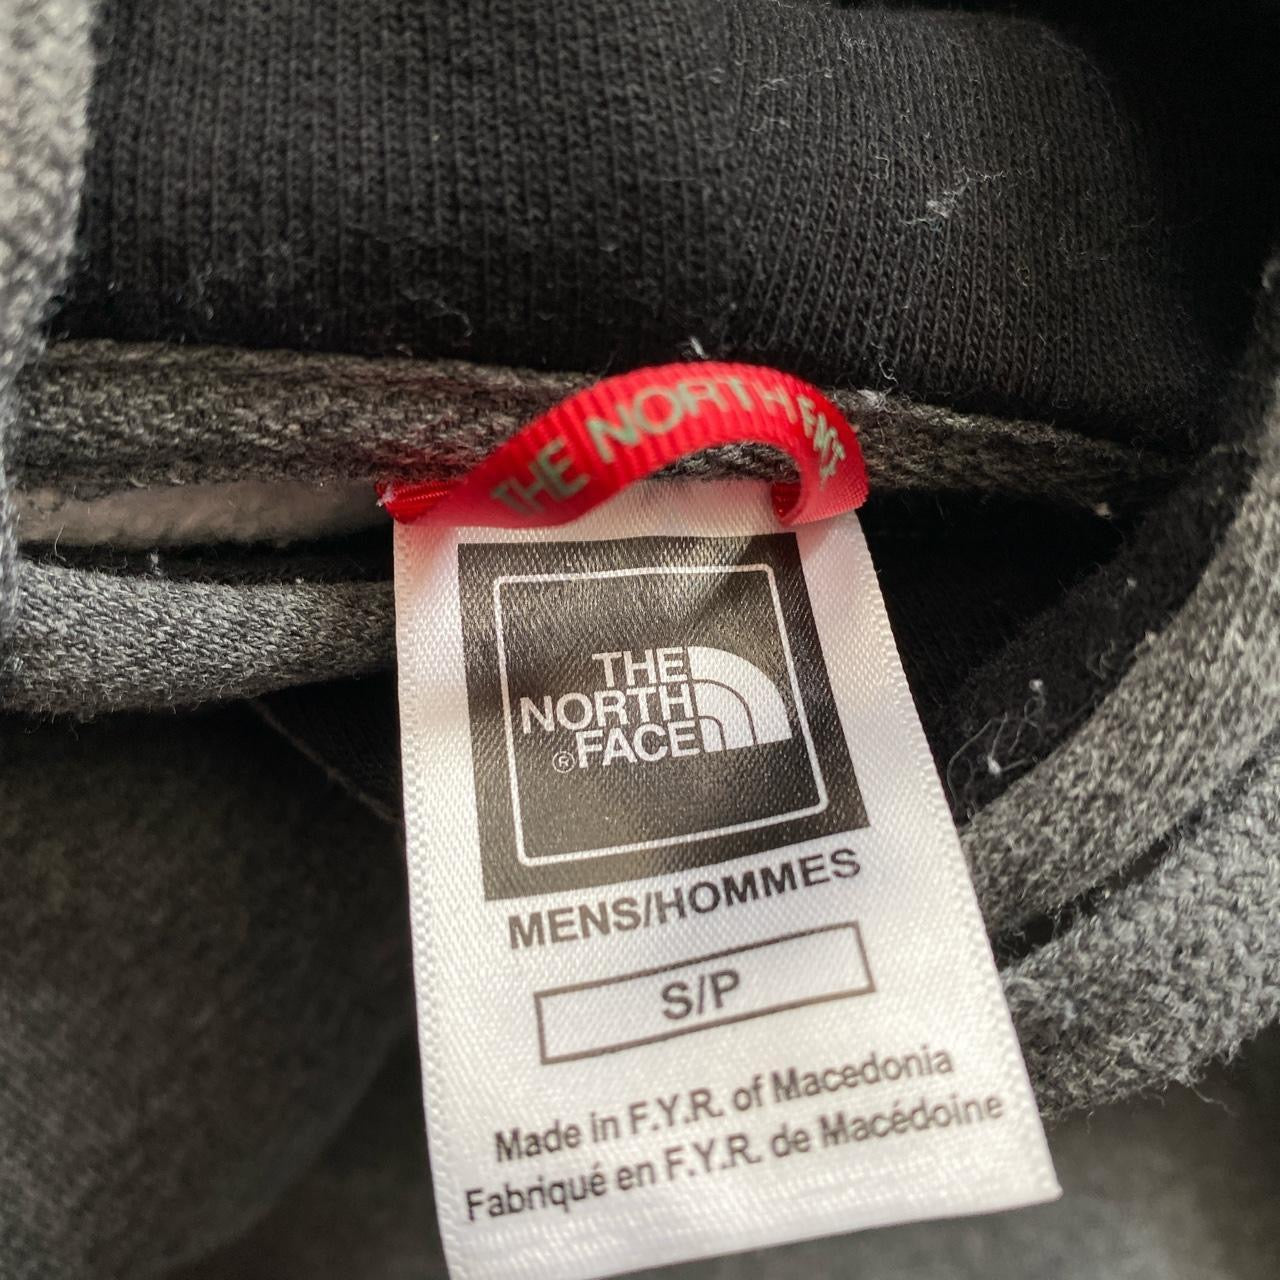 THE NORTH FACE
THE
NORTH
®FACE
MENS/HOMMES
S/P
Made in F.Y.R. of Macedonia
Fabriqué en F.Y.R. de Macédoine